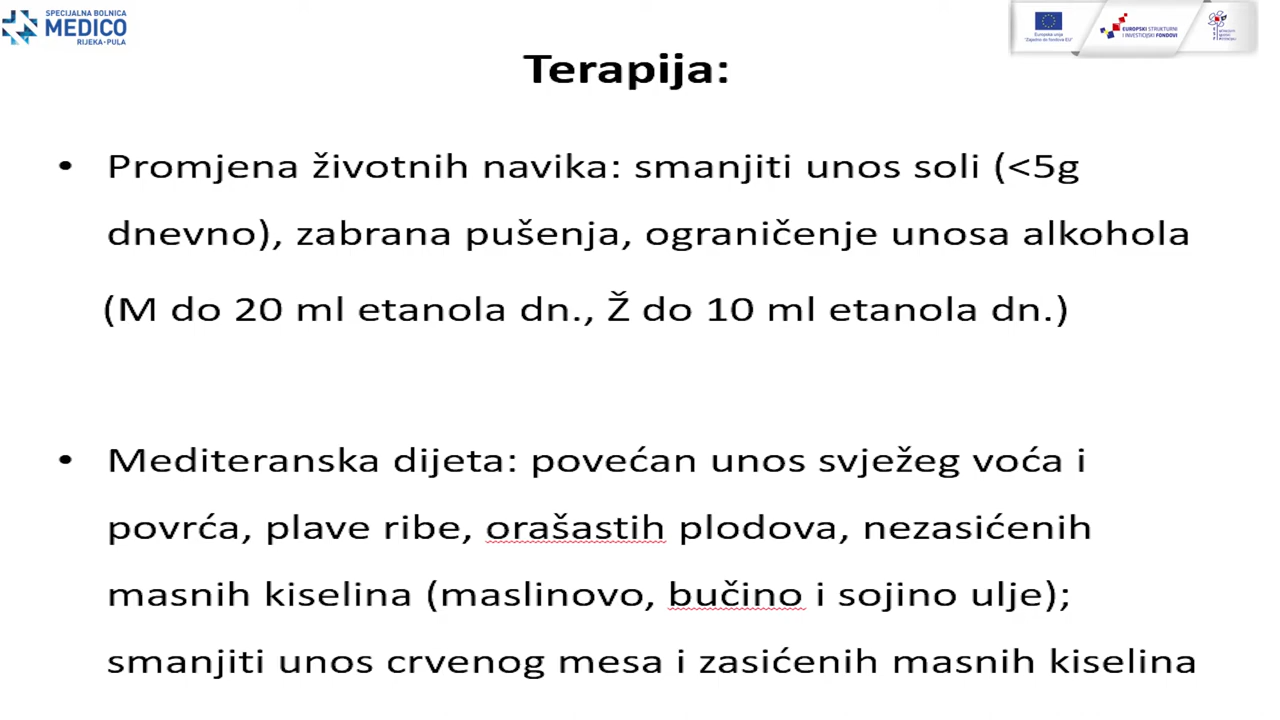 SPECIJALNA BOLNICA
MEDICO
RIJEKA·PULA
Europska unija
"Zajedno do fondova EU"
EUROPSKI STRUKTURNI
I INVESTICIJSKI FONDOVI
Terapija:
• Promjena životnih navika: smanjiti unos soli (<5g
dnevno), zabrana pušenja, ograničenje unosa alkohola
(M do 20 ml etanola dn., Ž do 10 ml etanola dn.)
• Mediteranska dijeta: povećan unos svježeg voća i
povrća, plave ribe, orašastih plodova, nezasićenih
masnih kiselina (maslinovo, bučino i sojino ulje);
smanjiti unos crvenog mesa i zasićenih masnih kiselina